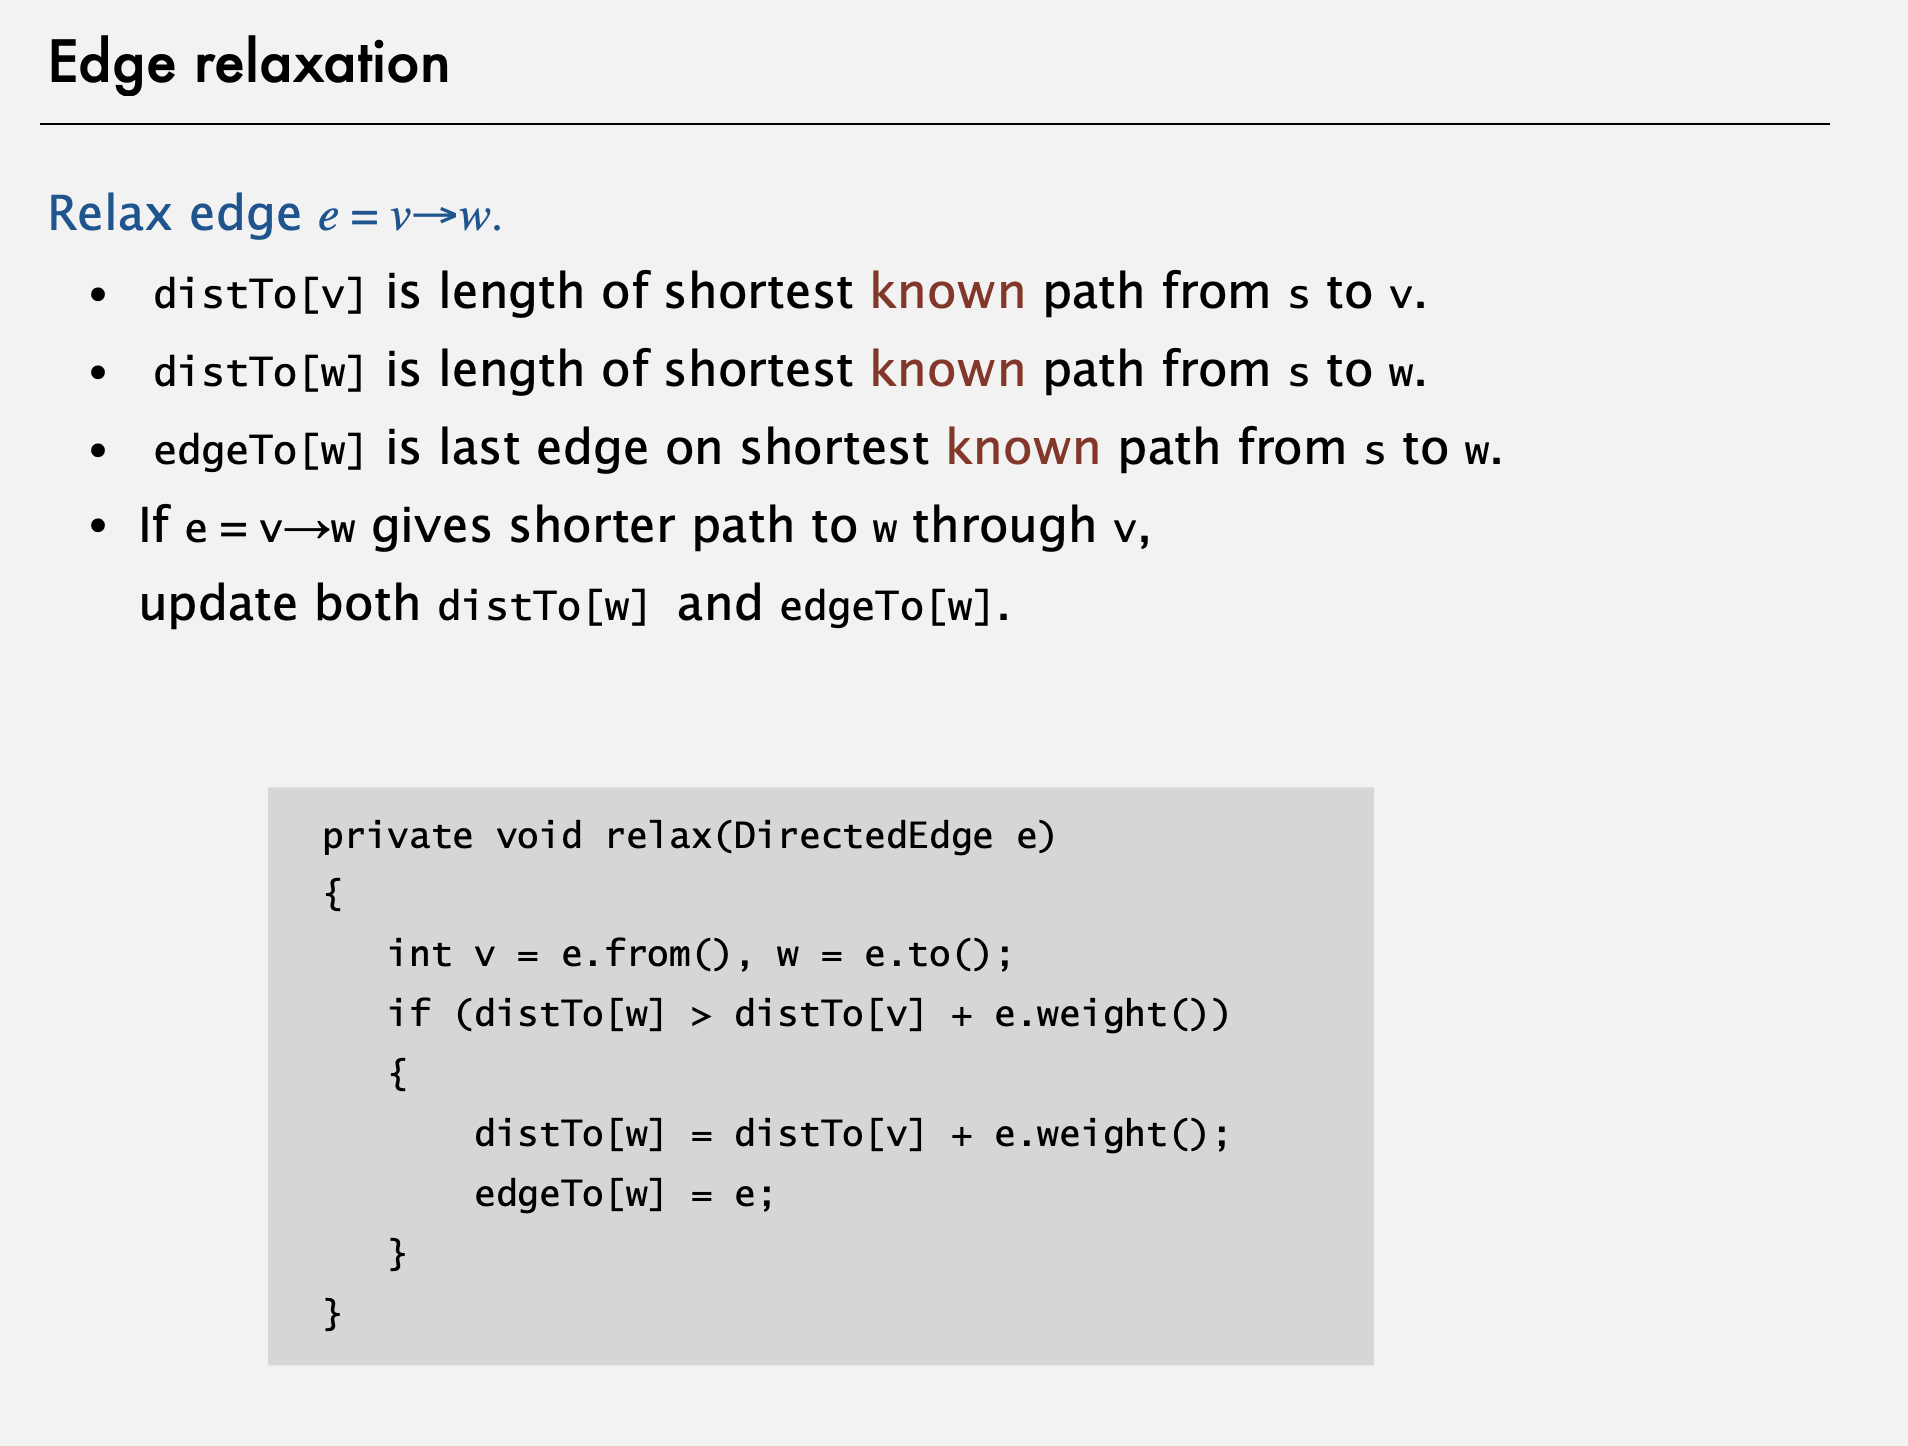 Edge relaxation
Relax edge e = v→w.
• distTo[v] is length of shortest known path from s to v.
• distTo[w] is length of shortest known path from s to w.
• edgeTo[w] is last edge on shortest known path from s to w.
• If e = v→w gives shorter path to w through v,
update both distTo[w] and edgeTo[w].
private void relax(DirectedEdge e)
{
int v = e.from(), w = e.to();
if (distTo[w] > distTo[v] + e.weight())
{
distTo[w] = distTo[v] + e.weight();
edgeTo[w] = e;
}
}